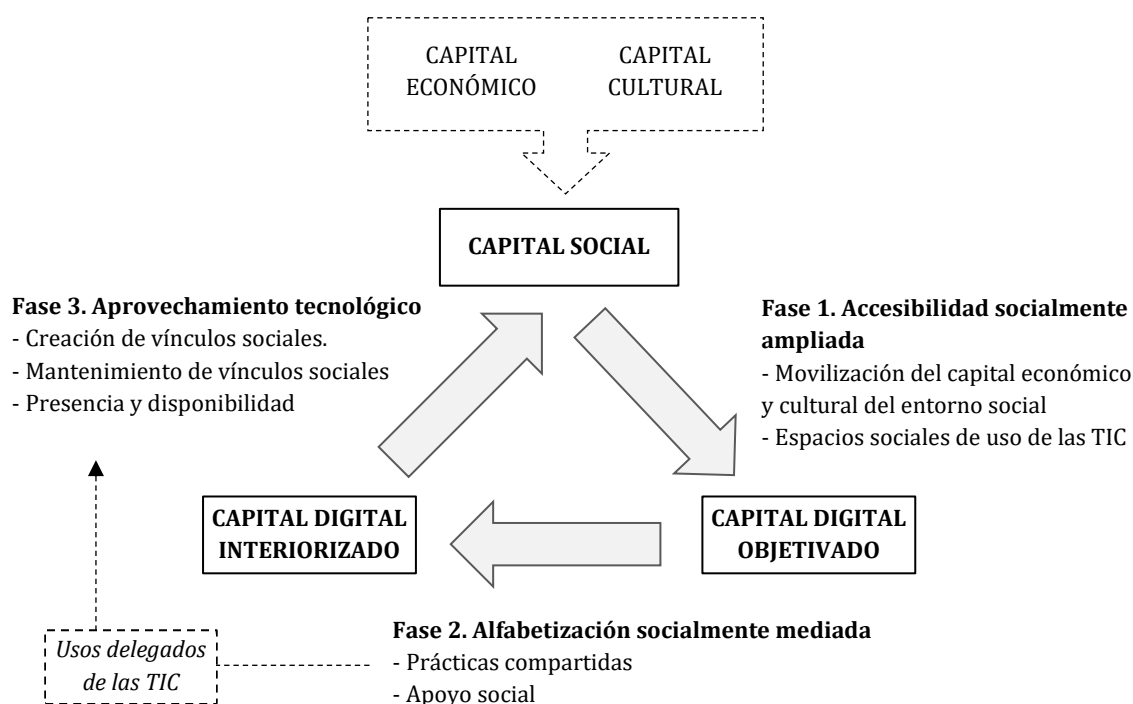 CAPITAL
ECONÓMICO
CAPITAL
CULTURAL
CAPITAL SOCIAL
Fase 3. Aprovechamiento tecnológico
- Creación de vínculos sociales.
- Mantenimiento de vínculos sociales
- Presencia y disponibilidad
Fase 1. Accesibilidad socialmente
ampliada
- Movilización del capital económico
y cultural del entorno social
- Espacios sociales de uso de las TIC
CAPITAL DIGITAL
INTERIORIZADO
CAPITAL DIGITAL
OBJETIVADO
Usos delegados
de las TIC
Fase 2. Alfabetización socialmente mediada
- Prácticas compartidas
- Apoyo social